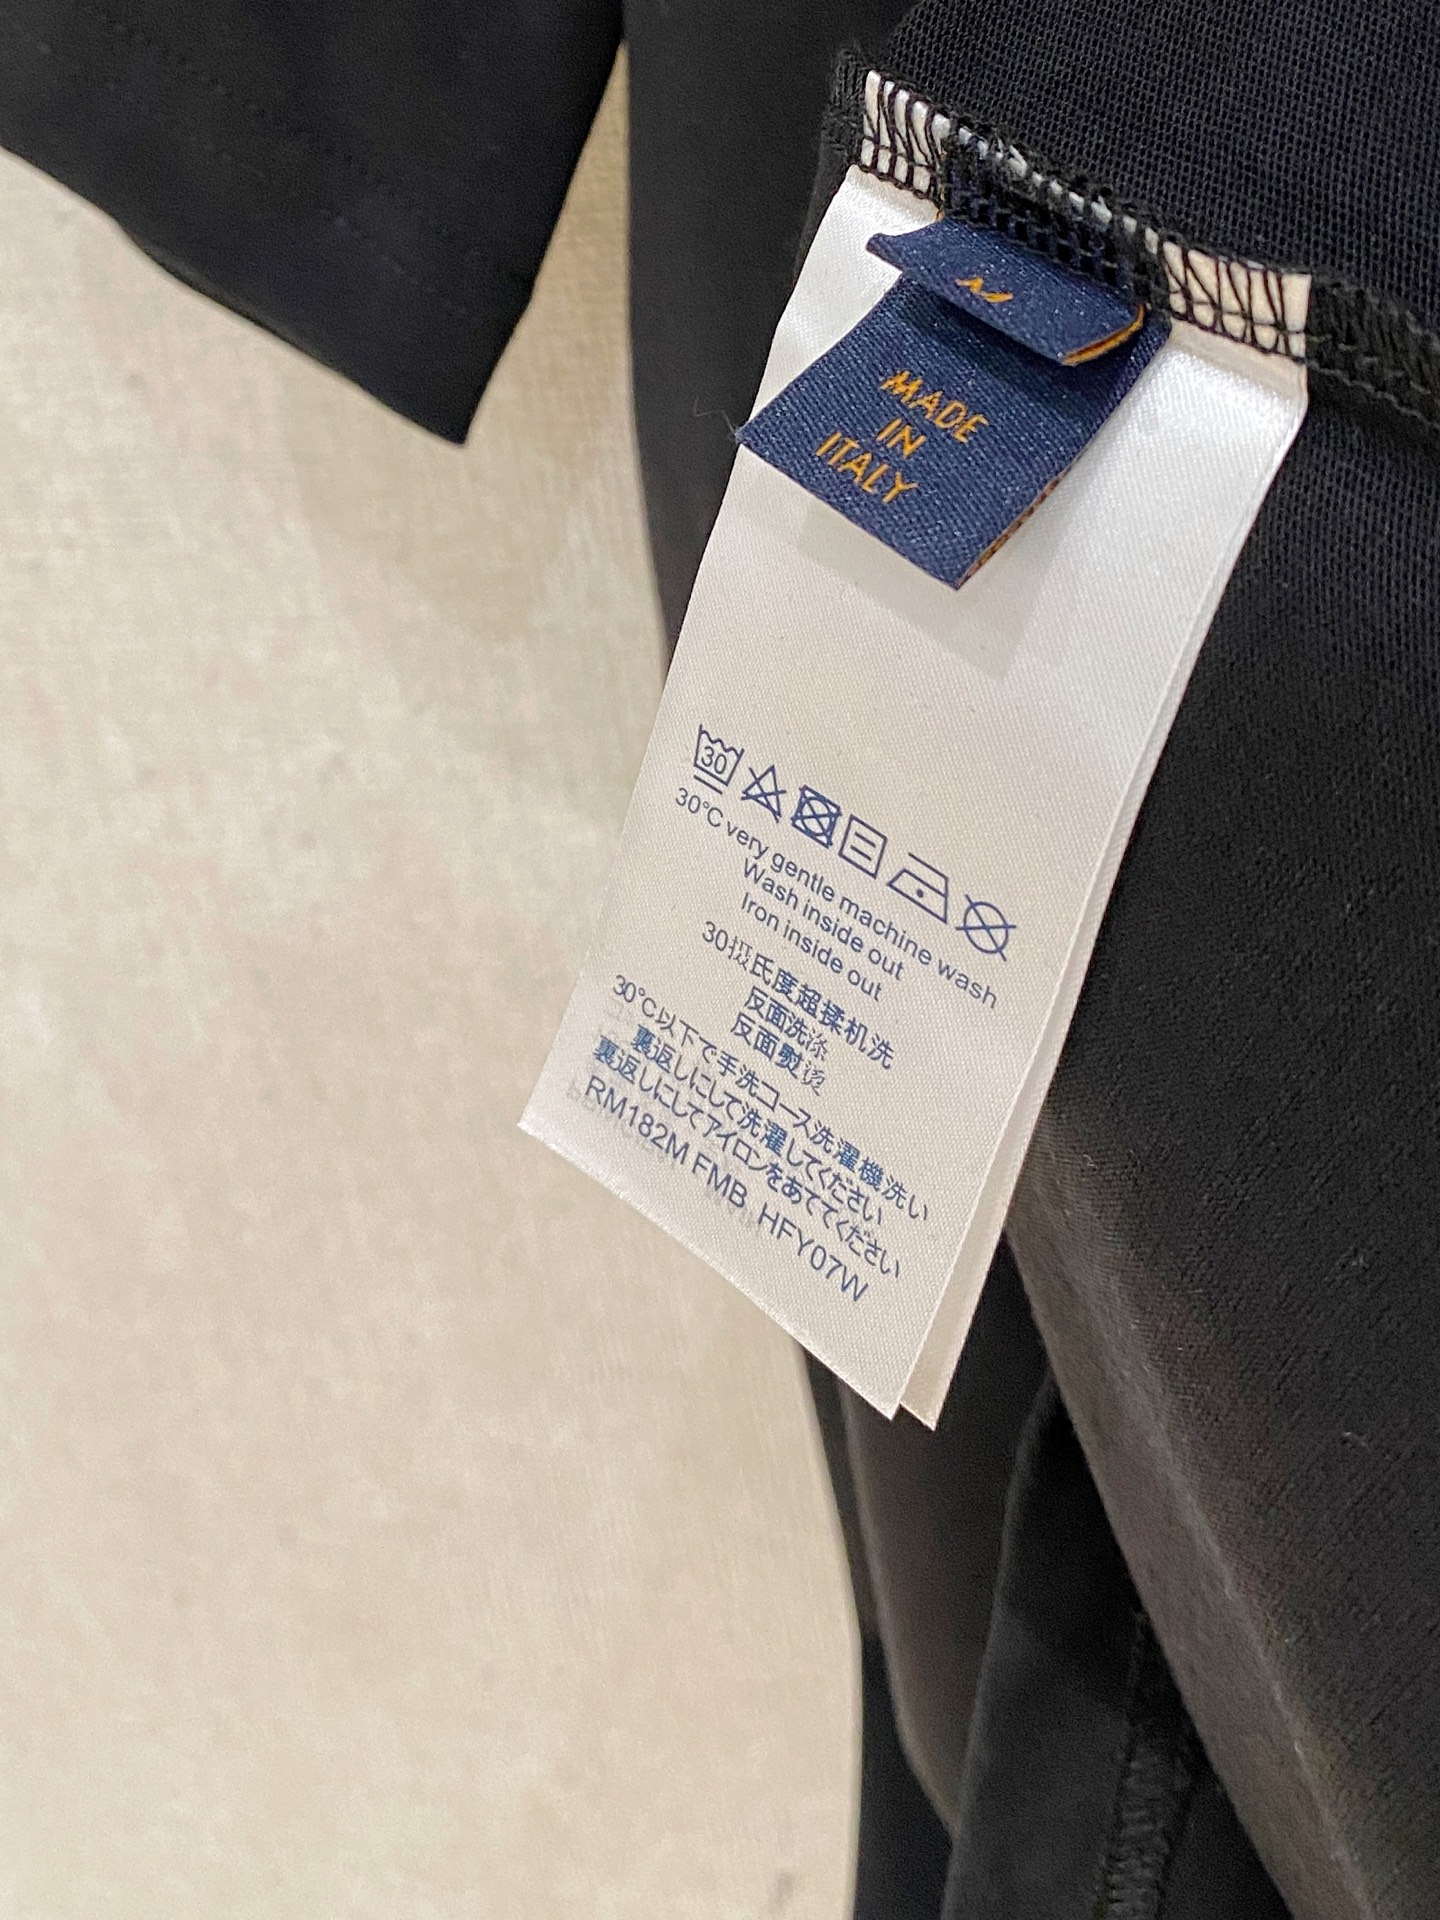 M
MADE
IN
ITALY
30
30°C very gentle machine wash
Wash inside out
Iron inside out
30摄氏度超揉机洗
反面洗涤
反面熨烫
30°C以下で手洗コース洗濯機洗い
裏返しにして洗濯してください
裏返しにしてアイロンをあててください
RM182M FMB HFY07W